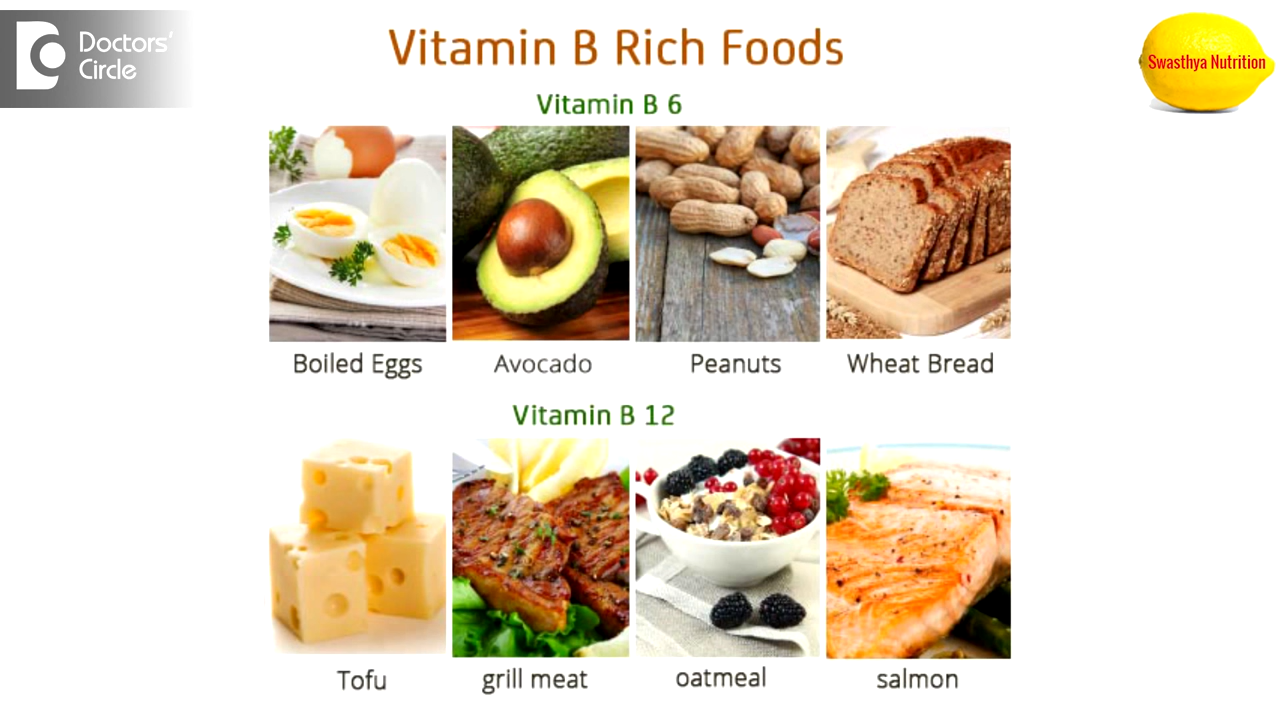 Doctors'
Circle
Vitamin B Rich Foods
Swasthya Nutrition
Vitamin B 6
Boiled Eggs
Avocado
Peanuts
Wheat Bread
Vitamin B 12
Tofu
grill meat
oatmeal
salmon